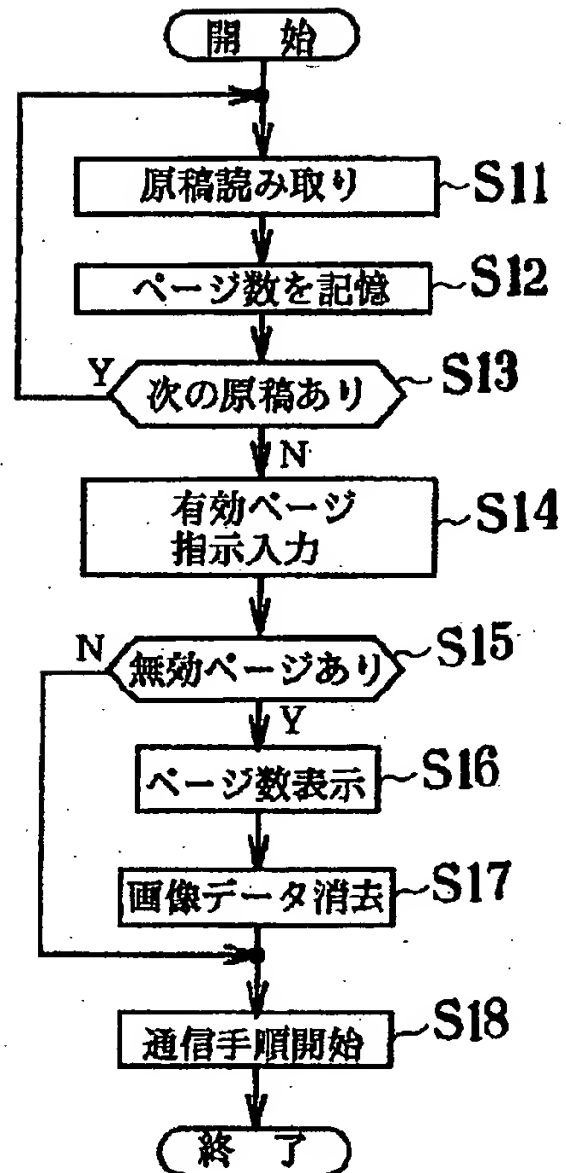 開 始
原稿読み取り
S11
ページ数を記憶
S12
Y
次の原稿あり
S13
N
有効ページ
指示入力
S14
N
無効ページあり
S15
Y
ページ数表示
S16
画像データ消去
S17
通信手順開始
S18
終 了